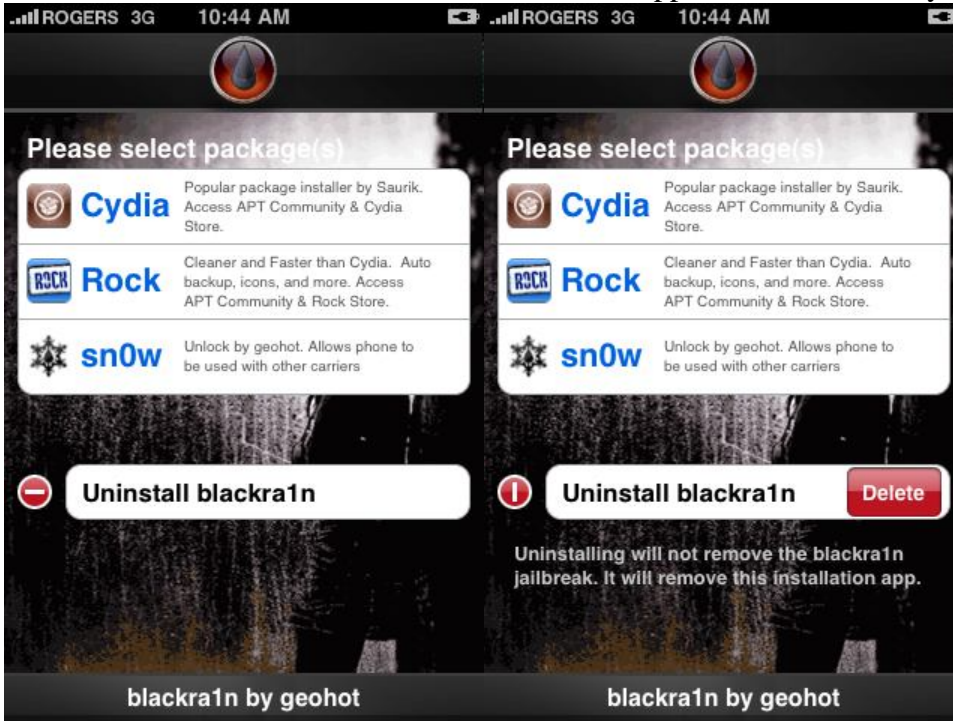 ROGERS 3G 10:44 AM
Please select package(s)
Cydia
Popular package installer by Saurik.
Access APT Community & Cydia
Store.
ROCK
Rock
Cleaner and Faster than Cydia. Auto
backup, icons, and more. Access
APT Community & Rock Store.
sn0w
Unlock by geohot. Allows phone to
be used with other carriers
Uninstall blackra1n
blackra1n by geohot
ROGERS 3G 10:44 AM
Please select package(s)
Cydia
Popular package installer by Saurik.
Access APT Community & Cydia
Store.
ROCK
Rock
Cleaner and Faster than Cydia. Auto
backup, icons, and more. Access
APT Community & Rock Store.
sn0w
Unlock by geohot. Allows phone to
be used with other carriers
Uninstall blackra1n
Delete
Uninstalling will not remove the blackra1n
jailbreak. It will remove this installation app.
blackra1n by geohot